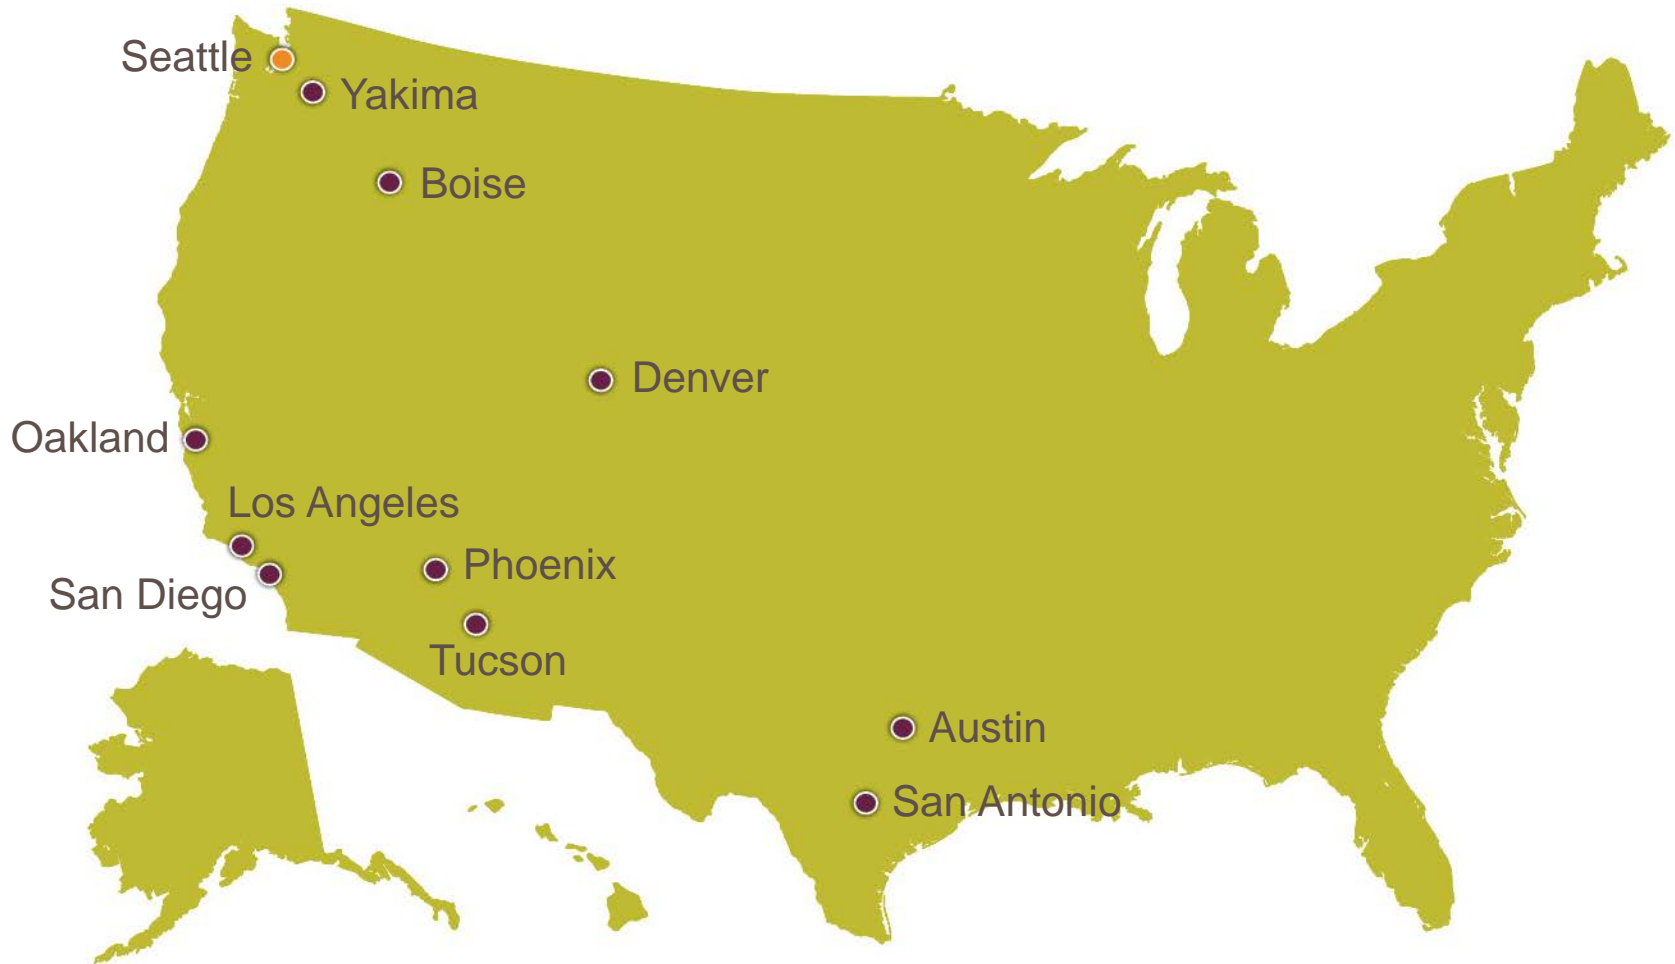 Seattle
Yakima
Boise
Denver
Oakland
Los Angeles
Phoenix
San Diego
Tucson
Austin
San Antonio